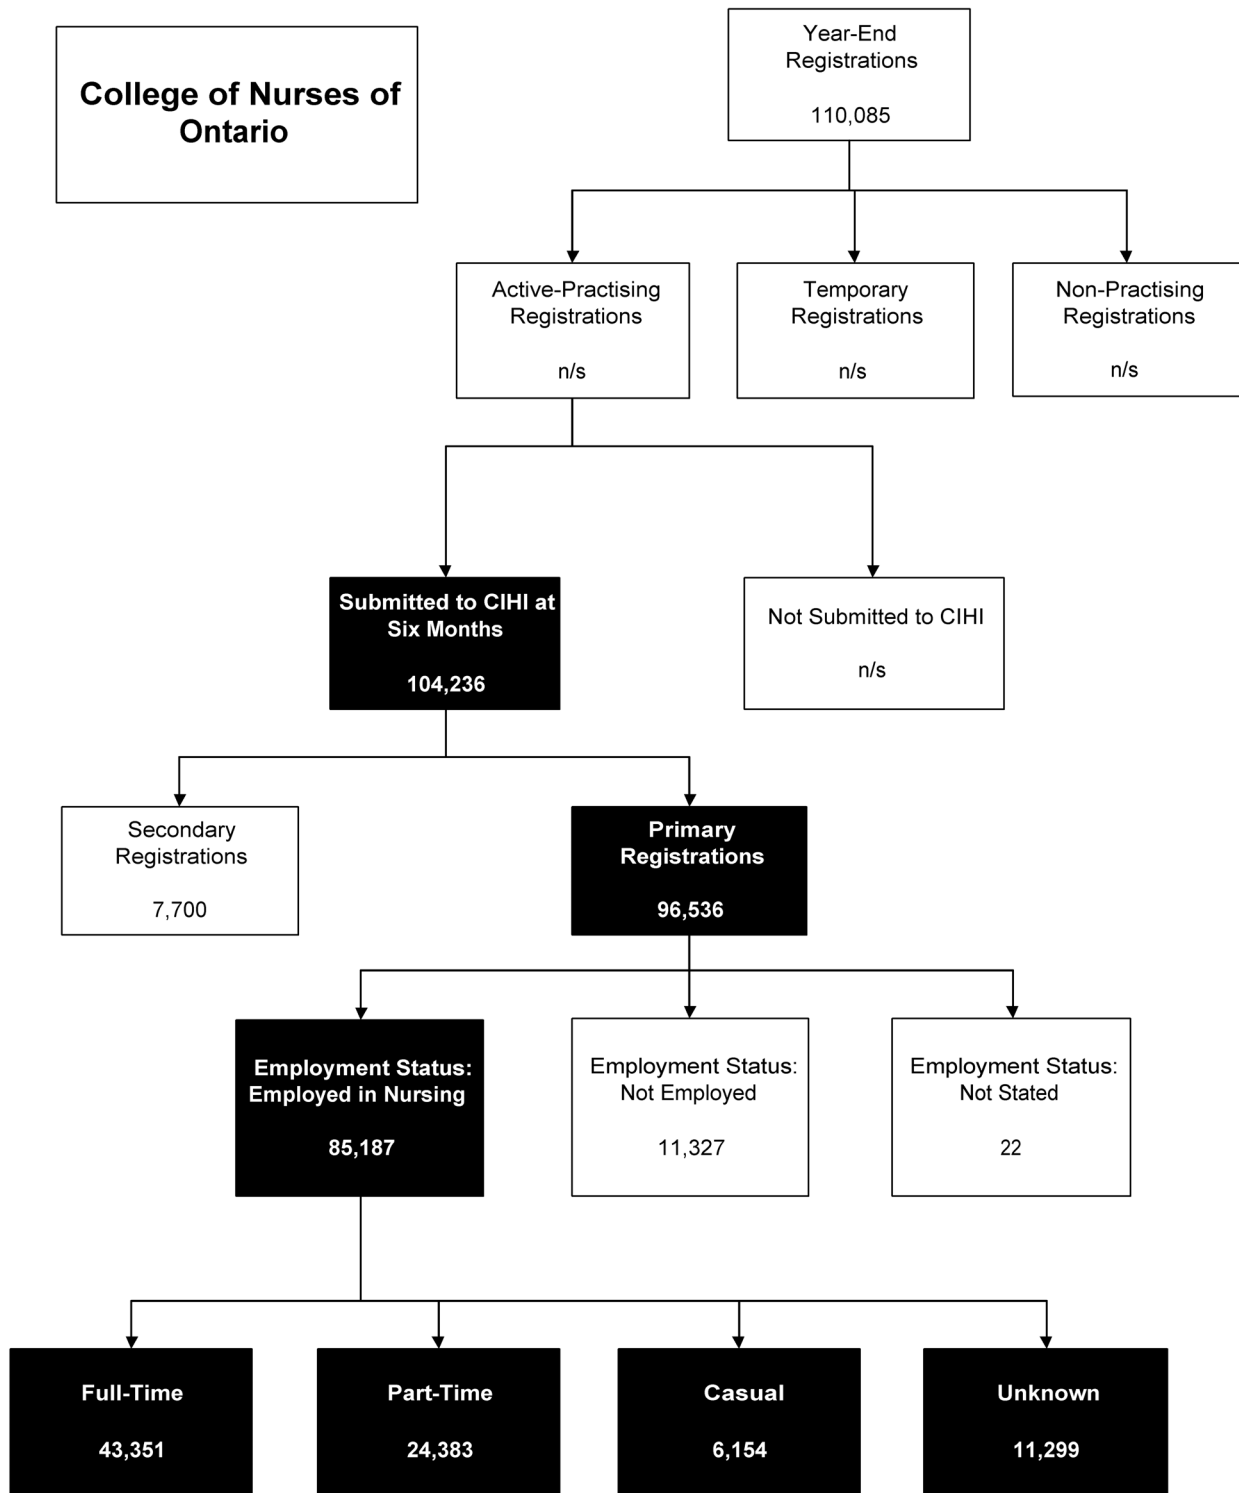 College of Nurses of
Ontario
Year-End
Registrations
110,085
Active-Practising
Registrations
n/s
Temporary
Registrations
n/s
Non-Practising
Registrations
n/s
Submitted to CIHI at
Six Months
104,236
Not Submitted to CIHI
n/s
Secondary
Registrations
7,700
Primary
Registrations
96,536
Employment Status:
Employed in Nursing
85,187
Employment Status:
Not Employed
11,327
Employment Status:
Not Stated
22
Full-Time
43,351
Part-Time
24,383
Casual
6,154
Unknown
11,299